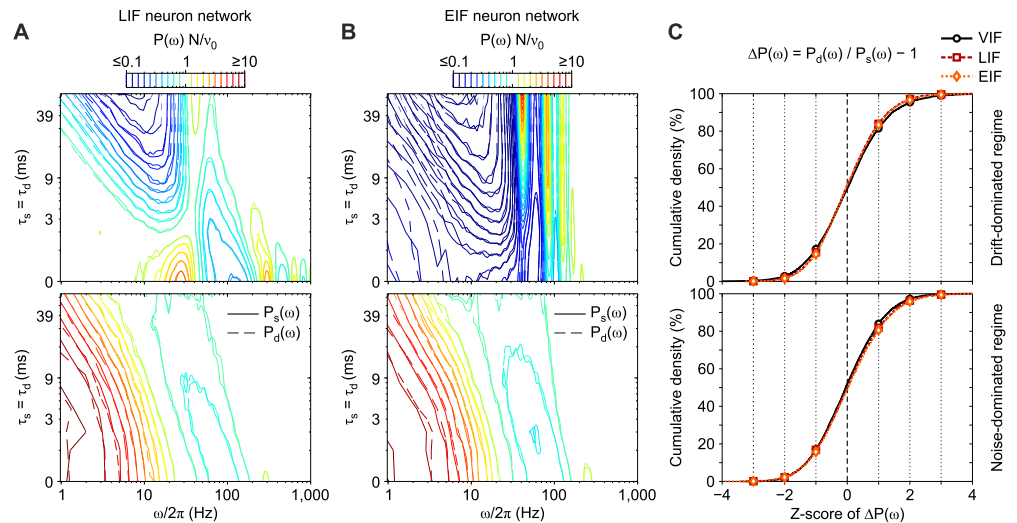 A
LIF neuron network
P(ω) N/ν0
≤0.1 1 ≥10
τs = τd (ms)
39
9
3
0
τs = τd (ms)
39
9
3
0
Ps(ω)
Pd(ω)
1 10 100 1,000
ω/2π (Hz)
B
EIF neuron network
P(ω) N/ν0
≤0.1 1 ≥10
τs = τd (ms)
39
9
3
0
τs = τd (ms)
39
9
3
0
Ps(ω)
Pd(ω)
1 10 100 1,000
ω/2π (Hz)
C
ΔP(ω) = Pd(ω) / Ps(ω) − 1
VIF
LIF
EIF
Cumulative density (%)
100
80
60
40
20
0
Drift-dominated regime
Cumulative density (%)
100
80
60
40
20
0
Noise-dominated regime
−4 −2 0 2 4
Z-score of ΔP(ω)